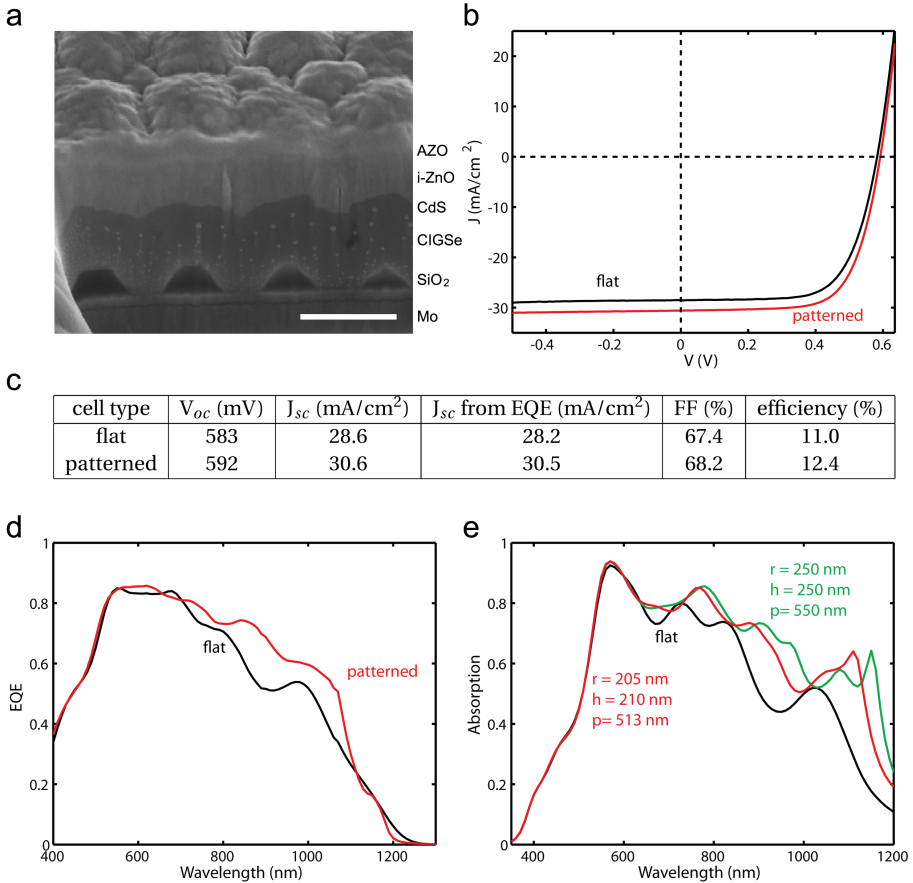 a
AZO
i-ZnO
CdS
CIGSe
SiO₂
Mo
b
20
10
0
-10
-20
-30
J (mA/cm²)
flat
patterned
-0.4
-0.2
0
0.2
0.4
0.6
V (V)
c
cell type V_oc (mV) J_sc (mA/cm²) J_sc from EQE (mA/cm²) FF (%) efficiency (%)
flat 583 28.6 28.2 67.4 11.0
patterned 592 30.6 30.5 68.2 12.4
d
1
0.8
0.6
0.4
0.2
0
EQE
flat
patterned
400
600
800
1000
1200
Wavelength (nm)
e
1
0.8
0.6
0.4
0.2
0
Absorption
r = 250 nm
h = 250 nm
p= 550 nm
flat
r = 205 nm
h = 210 nm
p= 513 nm
400
600
800
1000
1200
Wavelength (nm)